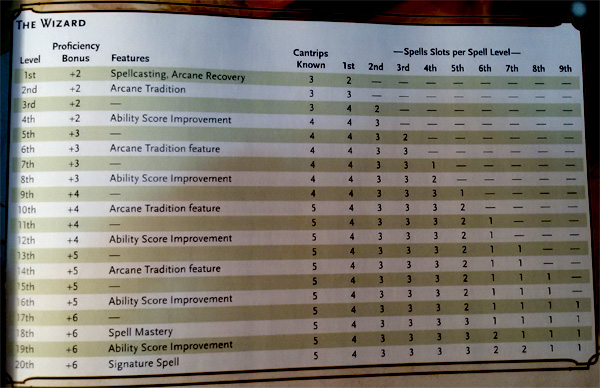 THE WIZARD
Proficiency Cantrips —Spells Slots per Spell Level—
Level Bonus Features Known 1st 2nd 3rd 4th 5th 6th 7th 8th 9th
1st +2 Spellcasting, Arcane Recovery 3 2 — — — — — — — —
2nd +2 Arcane Tradition 3 3 — — — — — — — —
3rd +2 — 3 4 2 — — — — — — —
4th +2 Ability Score Improvement 4 4 3 — — — — — — —
5th +3 — 4 4 3 2 — — — — — —
6th +3 Arcane Tradition feature 4 4 3 3 — — — — — —
7th +3 — 4 4 3 3 1 — — — — —
8th +3 Ability Score Improvement 4 4 3 3 2 — — — — —
9th +4 — 4 4 3 3 3 1 — — — —
10th +4 Arcane Tradition feature 5 4 3 3 3 2 — — — —
11th +4 — 5 4 3 3 3 2 1 — — —
12th +4 Ability Score Improvement 5 4 3 3 3 2 1 — — —
13th +5 — 5 4 3 3 3 2 1 1 — —
14th +5 Arcane Tradition feature 5 4 3 3 3 2 1 1 — —
15th +5 — 5 4 3 3 3 2 1 1 1 —
16th +5 Ability Score Improvement 5 4 3 3 3 2 1 1 1 —
17th +6 — 5 4 3 3 3 2 1 1 1 1
18th +6 Spell Mastery 5 4 3 3 3 3 1 1 1 1
19th +6 Ability Score Improvement 5 4 3 3 3 3 2 1 1 1
20th +6 Signature Spell 5 4 3 3 3 3 2 2 1 1